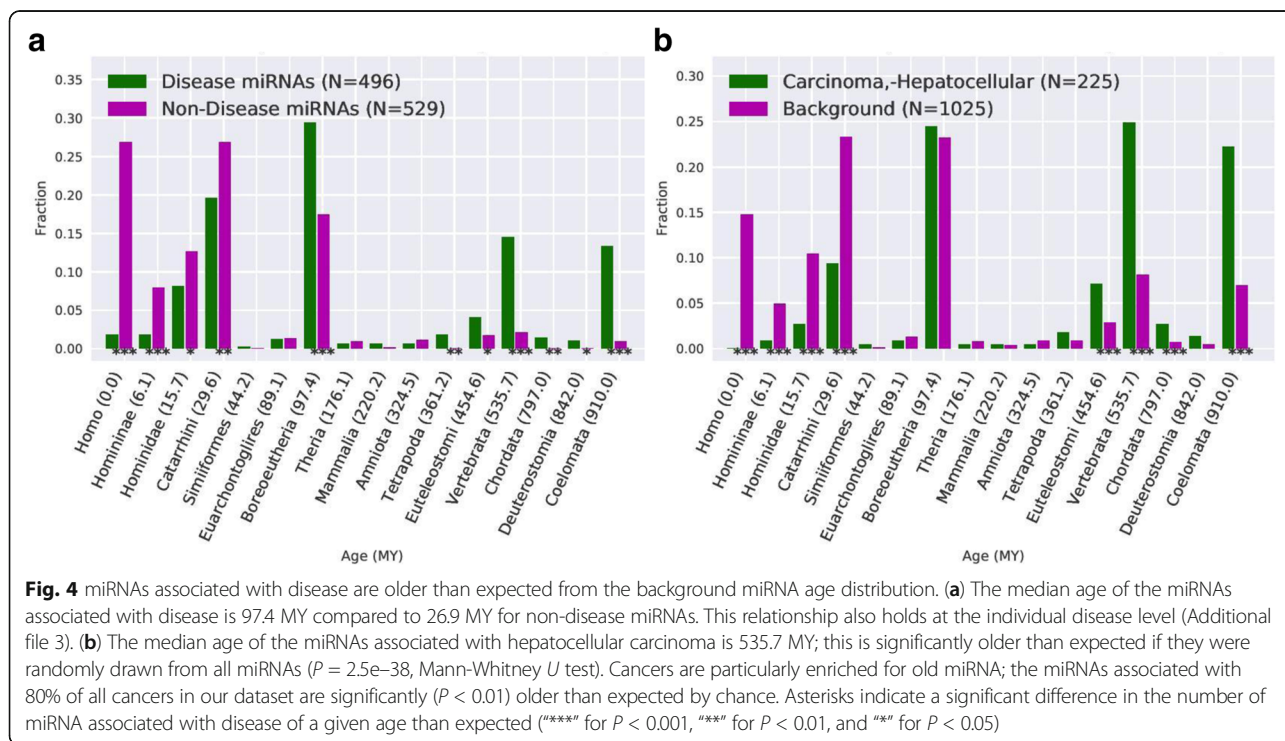 a
0.35
0.30
0.25
0.20
0.15
0.10
0.05
0.00
Fraction
Disease miRNAs (N=496)
Non-Disease miRNAs (N=529)
*** *** * ** *** ** * *** ** * ***
Homo (0.0)
Homininae (6.1)
Hominidae (15.7)
Catarrhini (29.6)
Simiiformes (44.2)
Euarchontoglires (89.1)
Boreoeutheria (97.4)
Theria (176.1)
Mammalia (220.2)
Amniota (324.5)
Tetrapoda (361.2)
Euteleostomi (454.6)
Vertebrata (535.7)
Chordata (797.0)
Deuterostomia (842.0)
Coelomata (910.0)
Age (MY)
b
0.30
0.25
0.20
0.15
0.10
0.05
0.00
Fraction
Carcinoma,-Hepatocellular (N=225)
Background (N=1025)
*** *** *** *** *** *** *** ***
Homo (0.0)
Homininae (6.1)
Hominidae (15.7)
Catarrhini (29.6)
Simiiformes (44.2)
Euarchontoglires (89.1)
Boreoeutheria (97.4)
Theria (176.1)
Mammalia (220.2)
Amniota (324.5)
Tetrapoda (361.2)
Euteleostomi (454.6)
Vertebrata (535.7)
Chordata (797.0)
Deuterostomia (842.0)
Coelomata (910.0)
Age (MY)
Fig. 4 miRNAs associated with disease are older than expected from the background miRNA age distribution. (a) The median age of the miRNAs
associated with disease is 97.4 MY compared to 26.9 MY for non-disease miRNAs. This relationship also holds at the individual disease level (Additional
file 3). (b) The median age of the miRNAs associated with hepatocellular carcinoma is 535.7 MY; this is significantly older than expected if they were
randomly drawn from all miRNAs (P = 2.5e–38, Mann-Whitney U test). Cancers are particularly enriched for old miRNA; the miRNAs associated with
80% of all cancers in our dataset are significantly (P < 0.01) older than expected by chance. Asterisks indicate a significant difference in the number of
miRNA associated with disease of a given age than expected (“***” for P < 0.001, “**” for P < 0.01, and “*” for P < 0.05)